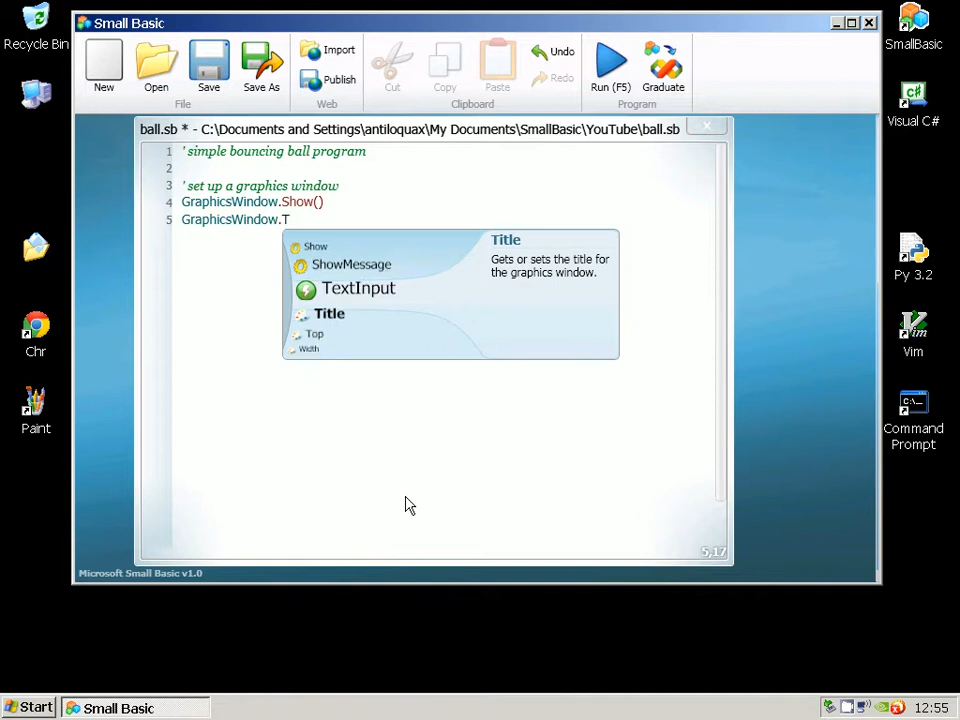 Recycle Bin
Chr
Paint
SmallBasic
Visual C#
Py 3.2
Vim
C:\_
Command
Prompt
Small Basic
New
Open
Save
Save As
File
Import
Publish
Web
Cut
Copy
Paste
Clipboard
Undo
Redo
Run (F5)
Graduate
Program
ball.sb * - C:\Documents and Settings\antiloquax\My Documents\SmallBasic\YouTube\ball.sb
1 ' simple bouncing ball program
2
3 ' set up a graphics window
4 GraphicsWindow.Show()
5 GraphicsWindow.T
Show
ShowMessage
TextInput
Title
Top
Width
Title
Gets or sets the title for
the graphics window.
5,17
Microsoft Small Basic v1.0
Start
Small Basic
12:55